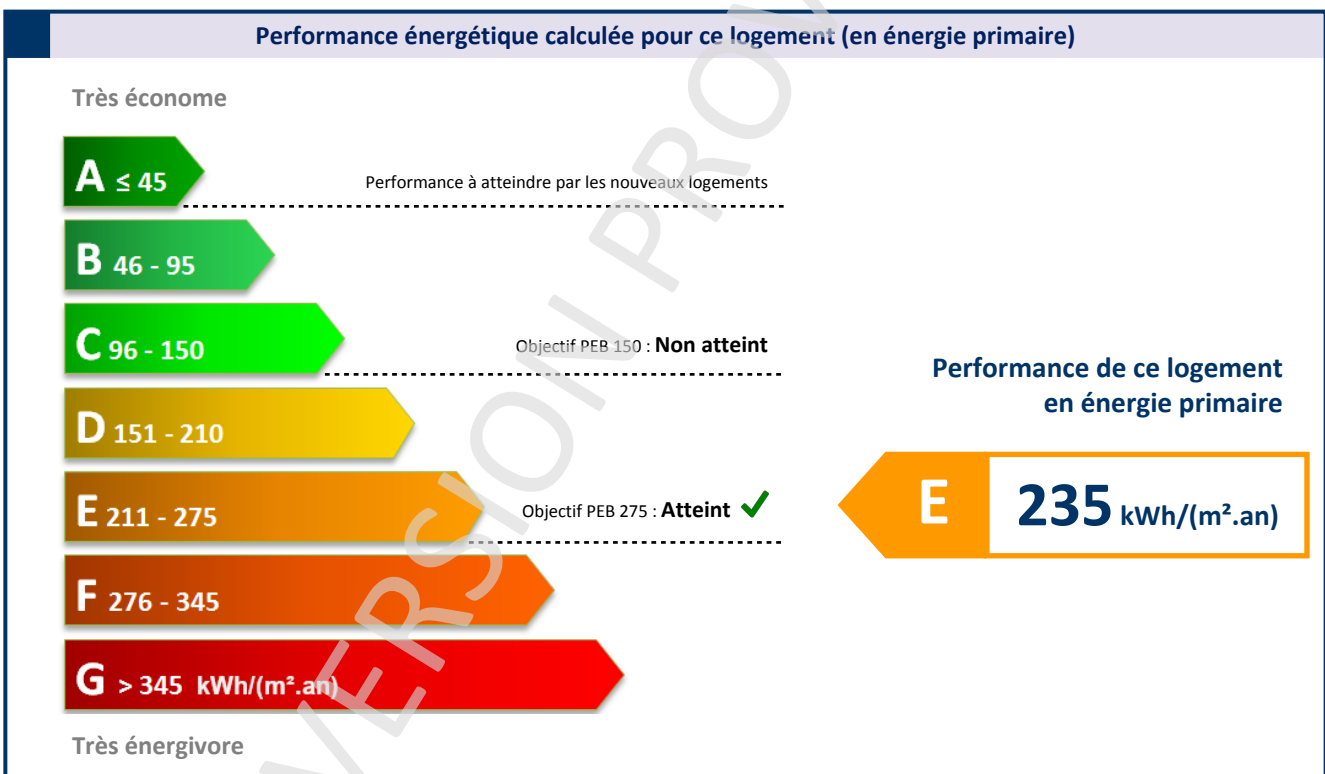 Performance énergétique calculée pour ce logement (en énergie primaire)
Très économe
A ≤ 45
Performance à atteindre par les nouveaux logements
B 46 - 95
C 96 - 150
Objectif PEB 150 : Non atteint
Performance de ce logement
en énergie primaire
D 151 - 210
E 211 - 275
Objectif PEB 275 : Atteint ✓
E 235 kWh/(m².an)
F 276 - 345
G > 345 kWh/(m².an)
Très énergivore
VERSION PROV